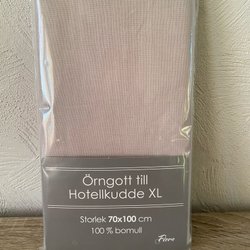 Örngott till
Hotellkudde XL
Storlek 70x100 cm
100 % bomull